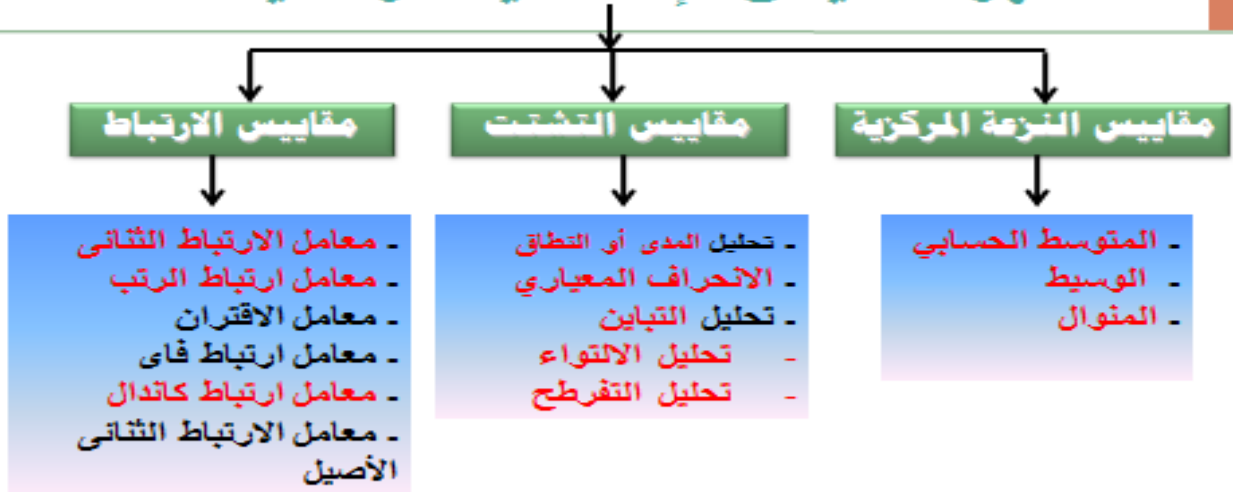 مقاييس النزعة المركزية
- المتوسط الحسابي
- الوسيط
- المنوال
مقاييس التشتت
- تحليل المدى أو النطاق
- الانحراف المعياري
- تحليل التباين
- تحليل الالتواء
- تحليل التفرطح
مقاييس الارتباط
- معامل الارتباط الثنائى
- معامل ارتباط الرتب
- معامل الاقتران
- معامل ارتباط فاى
- معامل ارتباط كاندال
- معامل الارتباط الثنائى
الأصيل